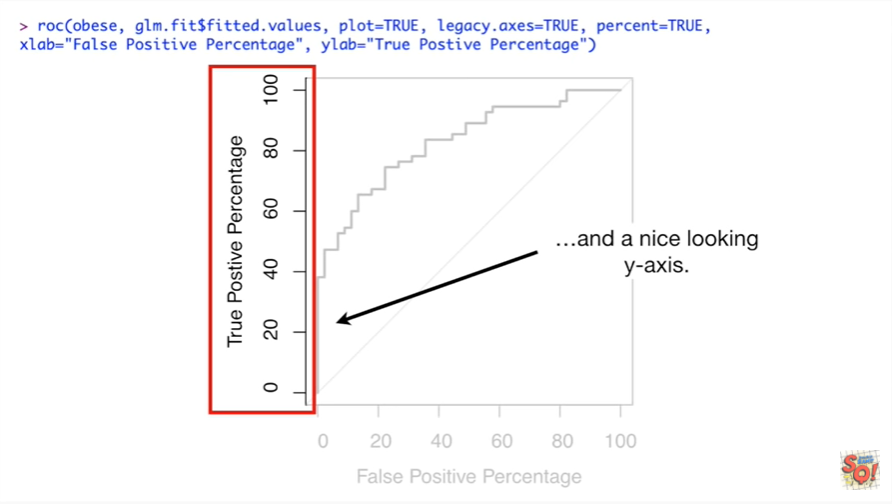 > roc(obese, glm.fit$fitted.values, plot=TRUE, legacy.axes=TRUE, percent=TRUE,
xlab="False Positive Percentage", ylab="True Postive Percentage")
100
80
60
40
20
0
True Postive Percentage
…and a nice looking
y-axis.
0 20 40 60 80 100
False Positive Percentage
SO!